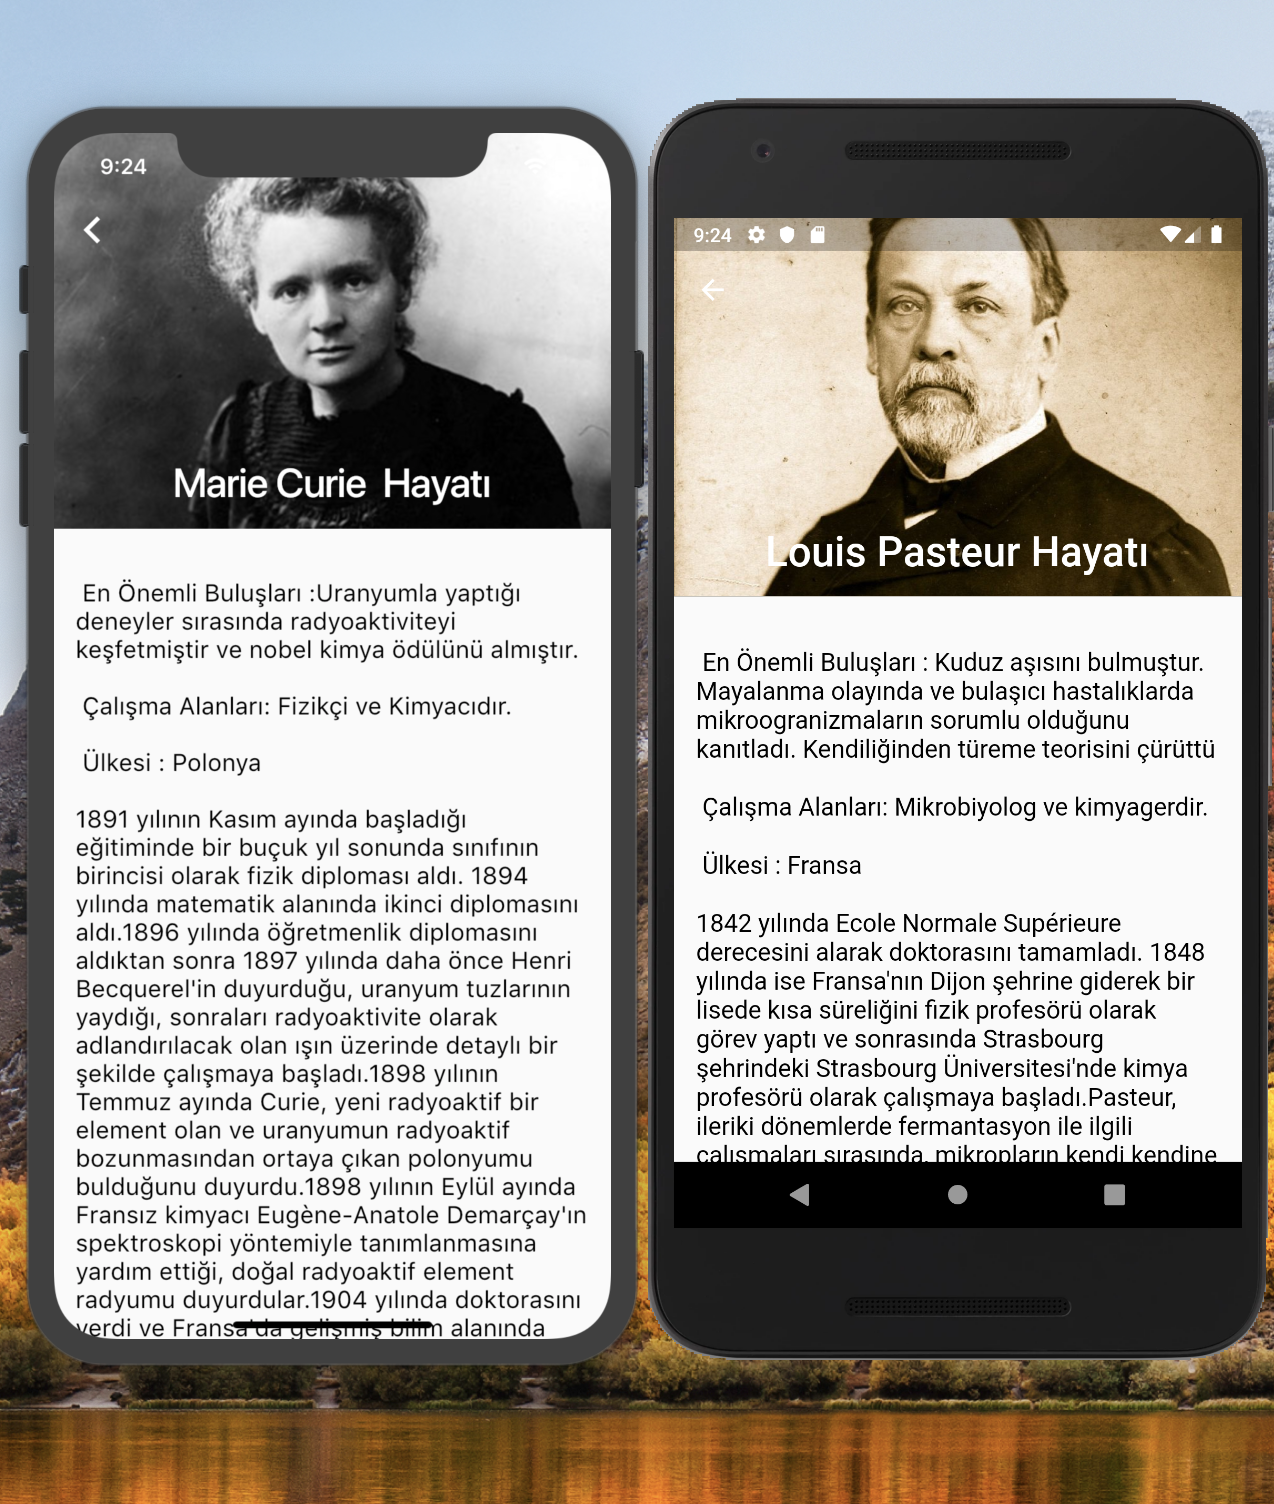 9:24
Marie Curie  Hayatı
En Önemli Buluşları :Uranyumla yaptığı
deneyler sırasında radyoaktiviteyi
keşfetmiştir ve nobel kimya ödülünü almıştır.
Çalışma Alanları: Fizikçi ve Kimyacıdır.
Ülkesi : Polonya
1891 yılının Kasım ayında başladığı
eğitiminde bir buçuk yıl sonunda sınıfının
birincisi olarak fizik diploması aldı. 1894
yılında matematik alanında ikinci diplomasını
aldı.1896 yılında öğretmenlik diplomasını
aldıktan sonra 1897 yılında daha önce Henri
Becquerel'in duyurduğu, uranyum tuzlarının
yaydığı, sonraları radyoaktivite olarak
adlandırılacak olan ışın üzerinde detaylı bir
şekilde çalışmaya başladı.1898 yılının
Temmuz ayında Curie, yeni radyoaktif bir
element olan ve uranyumun radyoaktif
bozunmasından ortaya çıkan polonyumu
bulduğunu duyurdu.1898 yılının Eylül ayında
Fransız kimyacı Eugène-Anatole Demarçay'ın
spektroskopi yöntemiyle tanımlanmasına
yardım ettiği, doğal radyoaktif element
radyumu duyurdular.1904 yılında doktorasını
verdi ve Fransa'da gelişmiş bilim alanında
9:24
Louis Pasteur Hayatı
En Önemli Buluşları : Kuduz aşısını bulmuştur.
Mayalanma olayında ve bulaşıcı hastalıklarda
mikroogranizmaların sorumlu olduğunu
kanıtladı. Kendiliğinden türeme teorisini çürüttü
Çalışma Alanları: Mikrobiyolog ve kimyagerdir.
Ülkesi : Fransa
1842 yılında Ecole Normale Supérieure
derecesini alarak doktorasını tamamladı. 1848
yılında ise Fransa'nın Dijon şehrine giderek bir
lisede kısa süreliğini fizik profesörü olarak
görev yaptı ve sonrasında Strasbourg
şehrindeki Strasbourg Üniversitesi'nde kimya
profesörü olarak çalışmaya başladı.Pasteur,
ileriki dönemlerde fermantasyon ile ilgili
çalışmaları sırasında, mikropların kendi kendine